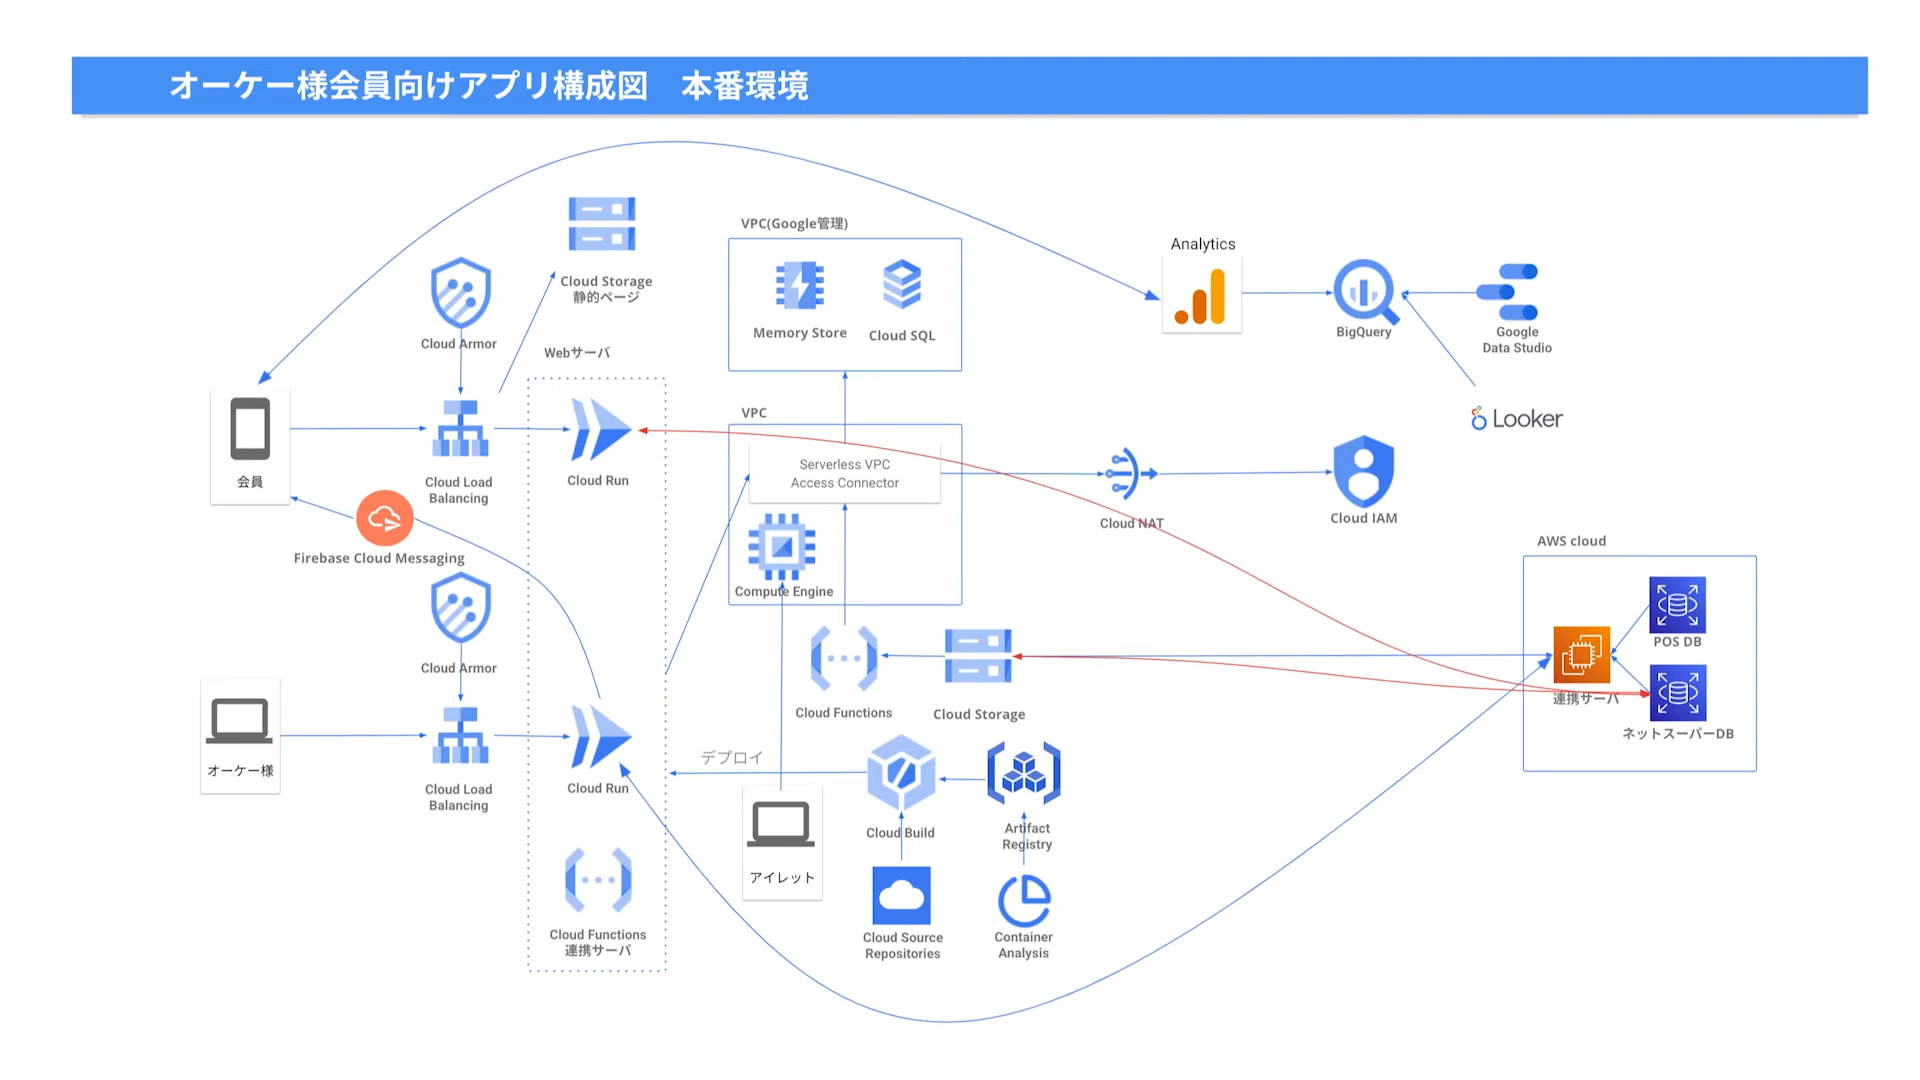 オーケー様会員向けアプリ構成図　本番環境
Cloud Storage
静的ページ
Cloud Armor
Webサーバ
会員
Cloud Load
Balancing
Cloud Run
Firebase Cloud Messaging
Cloud Armor
オーケー様
Cloud Load
Balancing
Cloud Run
Cloud Functions
連携サーバ
VPC(Google管理)
Memory Store
Cloud SQL
VPC
Serverless VPC
Access Connector
Compute Engine
Cloud Functions
Cloud Storage
デプロイ
アイレット
Cloud Build
Artifact
Registry
Cloud Source
Repositories
Container
Analysis
Analytics
BigQuery
Google
Data Studio
Looker
Cloud NAT
Cloud IAM
AWS cloud
POS DB
連携サーバ
ネットスーパーDB